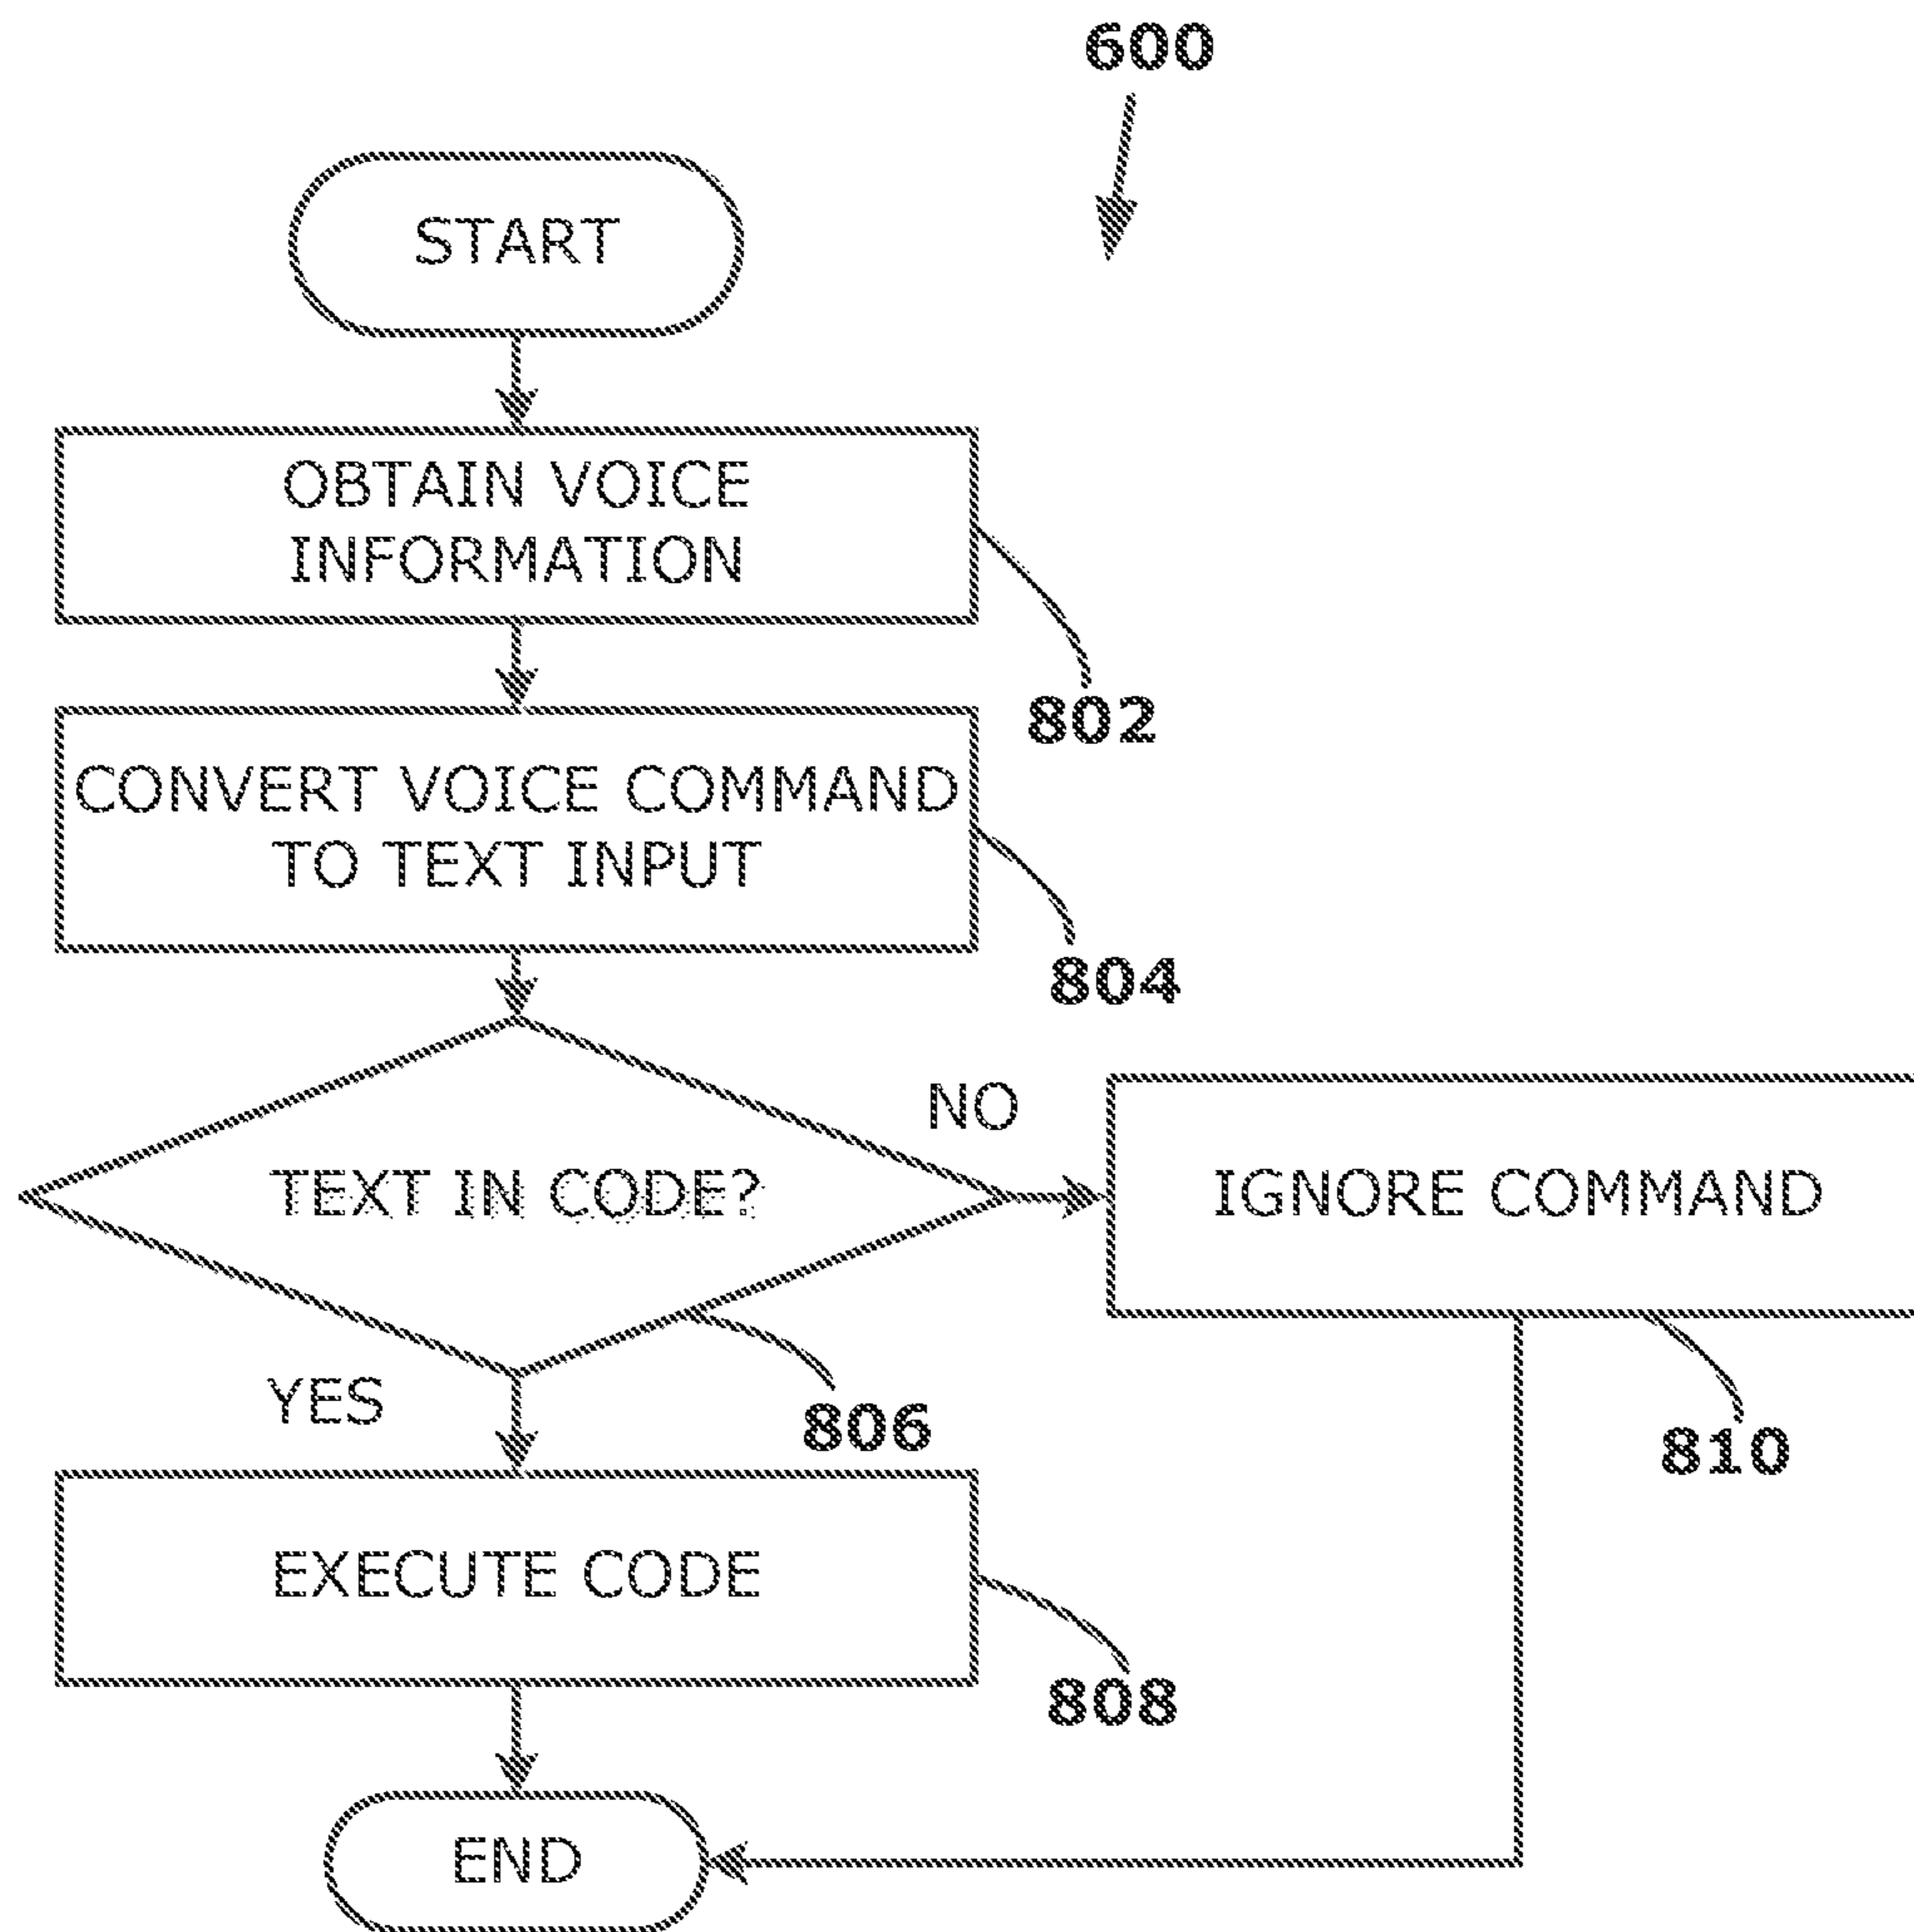 600
START
OBTAIN VOICE
INFORMATION
802
CONVERT VOICE COMMAND
TO TEXT INPUT
804
TEXT IN CODE?
NO
IGNORE COMMAND
YES
806
810
EXECUTE CODE
808
END